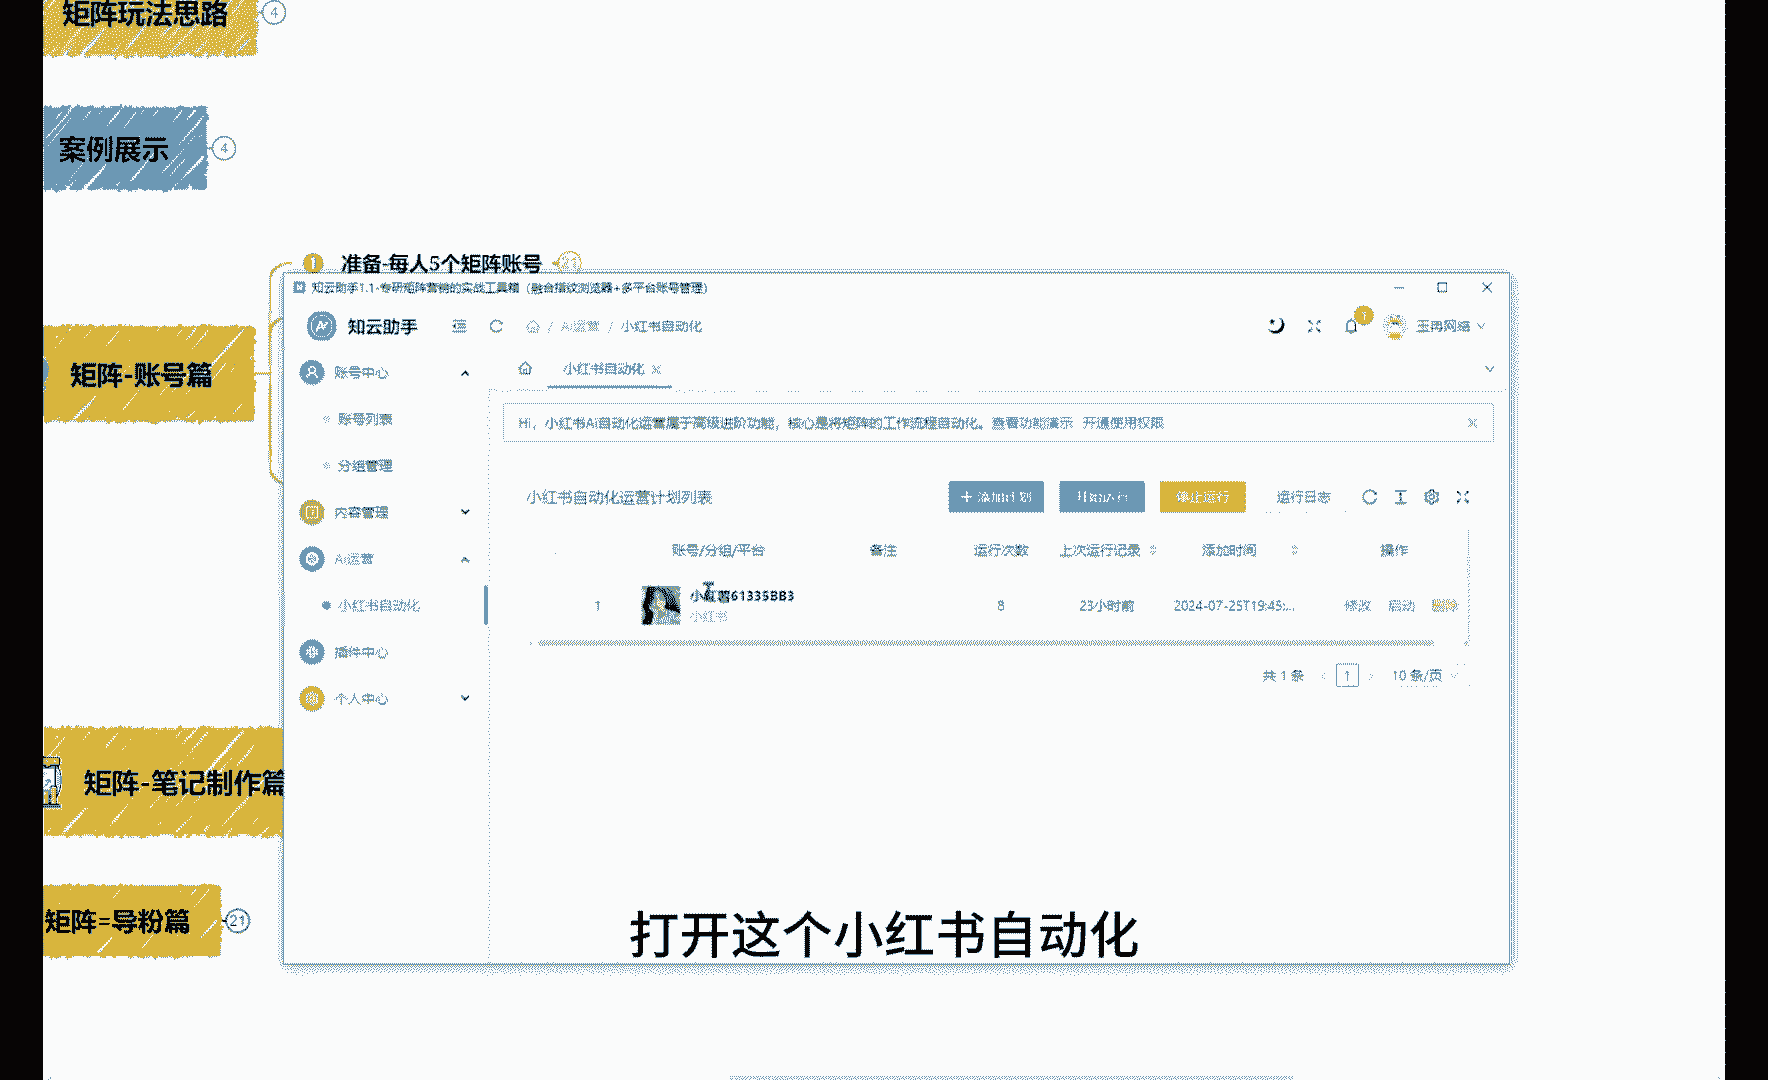 矩阵玩法思路
4
案例展示
4
1 准备-每人5个矩阵账号
知云助手1.1-专研矩阵营销的实战工具箱（融合指纹浏览器+多平台账号管理）
知云助手
/ Ai运营 / 小红书自动化
1
王冉网络
账号中心
小红书自动化
账号列表
矩阵-账号篇
Hi，小红书Ai自动化运营属于高级进阶功能，核心是将矩阵的工作流程自动化。查看功能演示 开通使用权限
分组管理
小红书自动化运营计划列表
+ 添加计划
开始运行
停止运行
运行日志
内容管理
账号/分组/平台
备注
运行次数
上次运行记录
添加时间
操作
Ai运营
小红书自动化
1
小红薯61335BB3
小红书
8
23小时前
2024-07-25T19:45:...
修改 启动 删除
插件中心
共 1 条
1
10 条/页
个人中心
矩阵-笔记制作篇
矩阵=导粉篇
21
打开这个小红书自动化